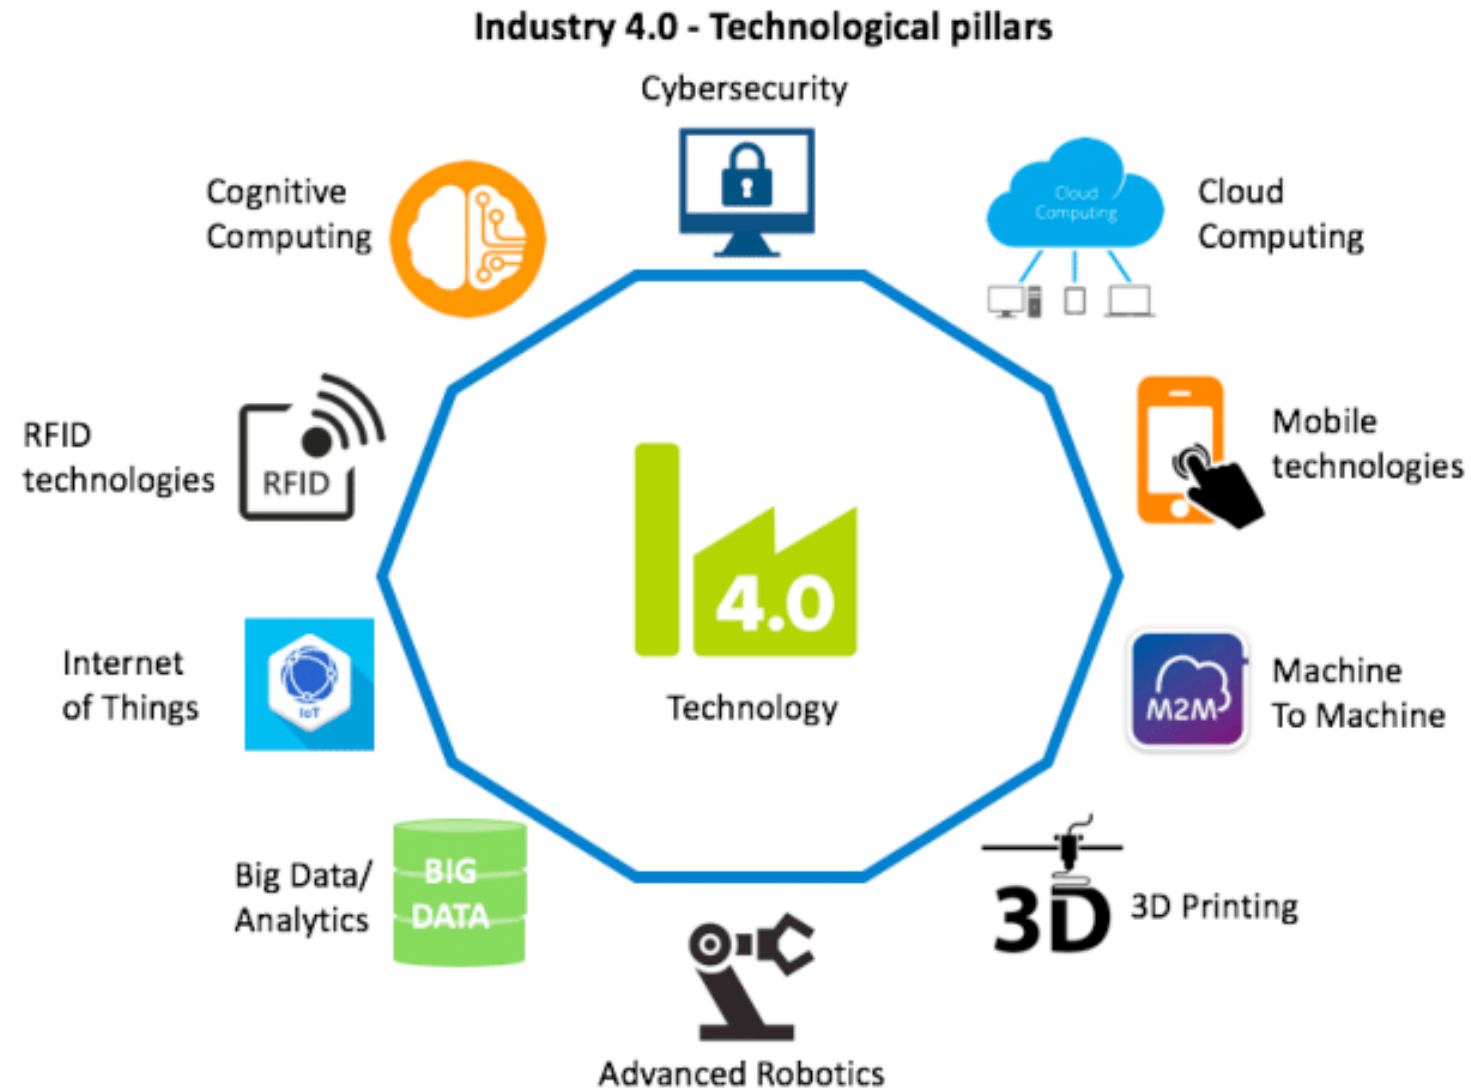 Industry 4.0 - Technological pillars
Cybersecurity
Cognitive
Computing
Cloud
Computing
Cloud
Computing
RFID
technologies
RFID
Mobile
technologies
4.0
Technology
Internet
of Things
IoT
M2M
Machine
To Machine
Big Data/
Analytics
BIG
DATA
3D
3D Printing
Advanced Robotics